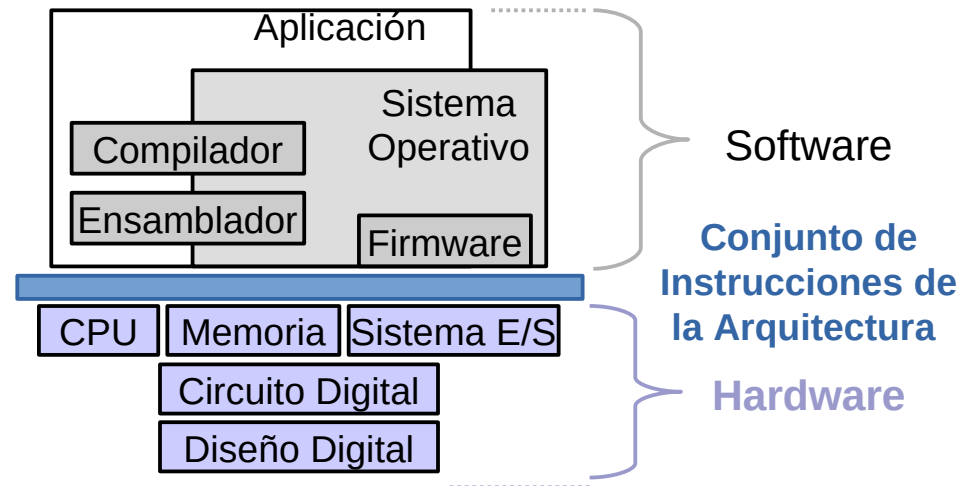 Aplicación
Sistema
Operativo
Compilador
Ensamblador
Firmware
Software
Conjunto de
Instrucciones de
la Arquitectura
CPU
Memoria
Sistema E/S
Circuito Digital
Diseño Digital
Hardware